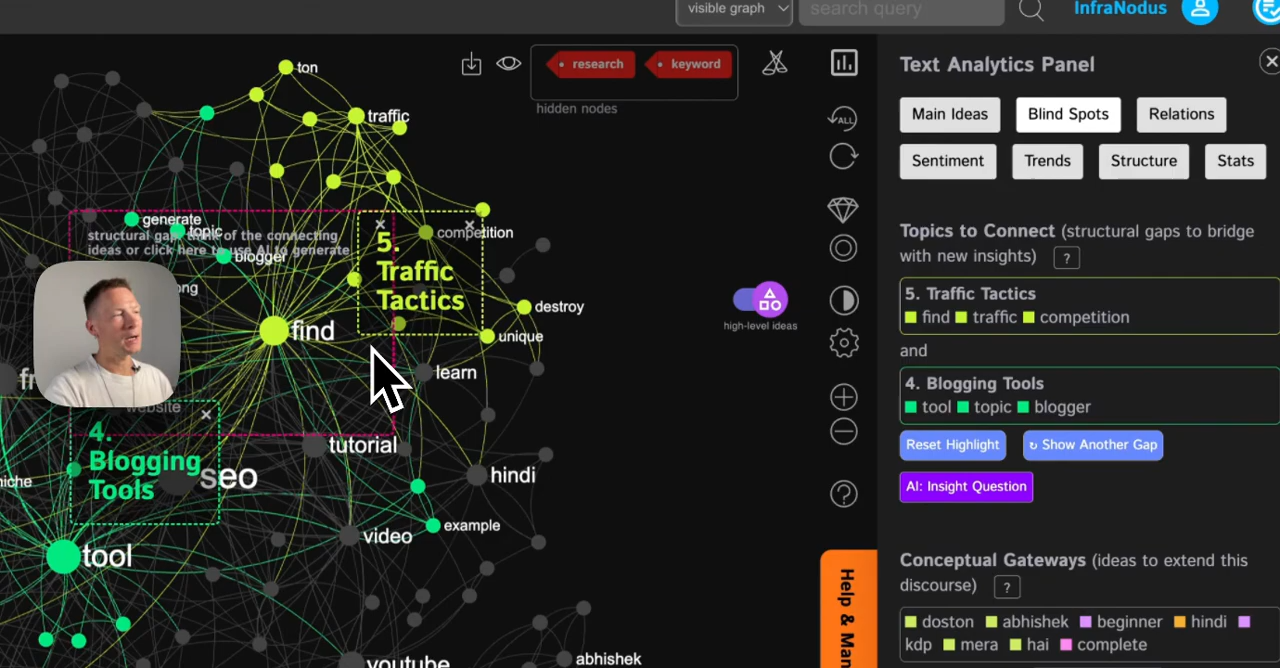 visible graph
search query
InfraNodus
research
keyword
hidden nodes
ton
traffic
generate
topic
structural gap: think of the connecting
ideas or click here to use AI to generate
blogger
competition
5.
Traffic
Tactics
destroy
unique
find
learn
high-level ideas
website
4.
Blogging
Tools
seo
tutorial
hindi
video
example
tool
youtube
abhishek
ALL
Help & Man
Text Analytics Panel
Main Ideas
Blind Spots
Relations
Sentiment
Trends
Structure
Stats
Topics to Connect (structural gaps to bridge
with new insights) ?
5. Traffic Tactics
find traffic competition
and
4. Blogging Tools
tool topic blogger
Reset Highlight
↻ Show Another Gap
AI: Insight Question
Conceptual Gateways (ideas to extend this
discourse) ?
doston abhishek beginner hindi
kdp mera hai complete